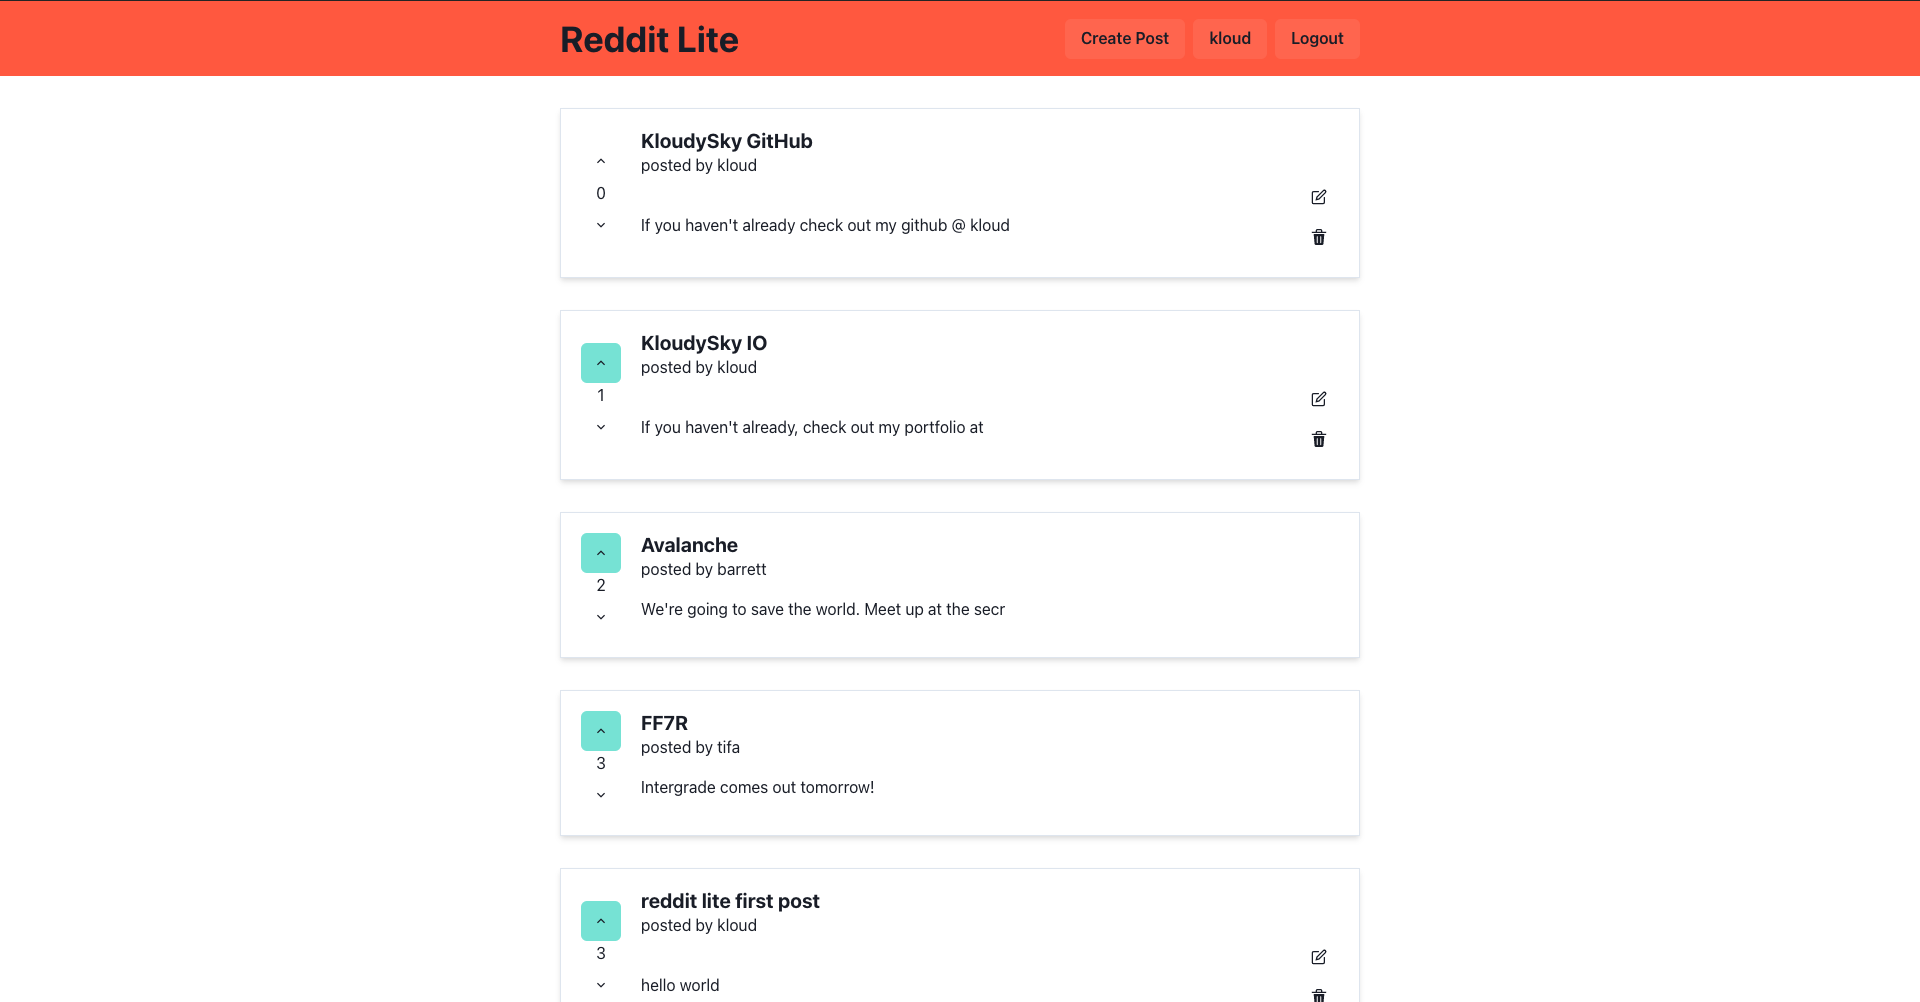 Reddit Lite
Create Post
kloud
Logout
KloudySky GitHub
posted by kloud
0
If you haven't already check out my github @ kloud
KloudySky IO
posted by kloud
1
If you haven't already, check out my portfolio at
Avalanche
posted by barrett
2
We're going to save the world. Meet up at the secr
FF7R
posted by tifa
3
Intergrade comes out tomorrow!
reddit lite first post
posted by kloud
3
hello world